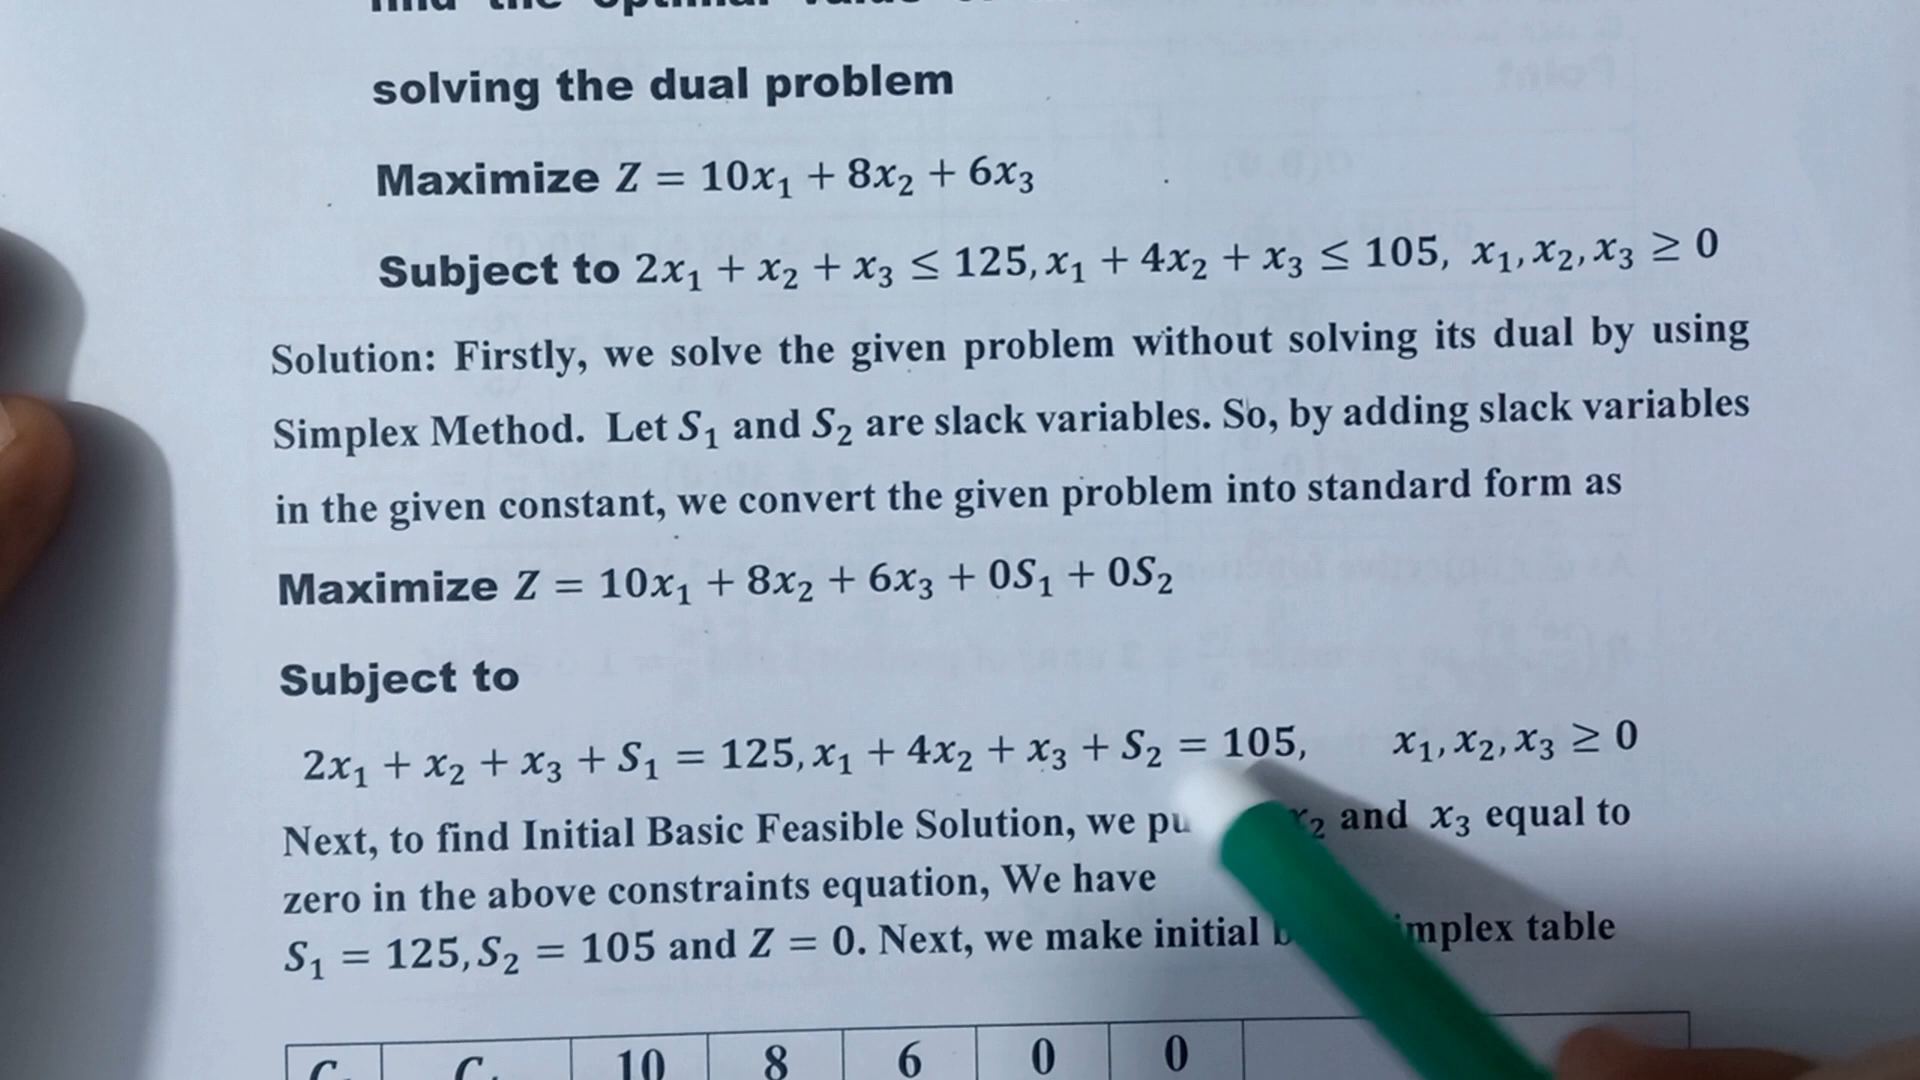 solving the dual problem
Maximize Z = 10x₁ + 8x₂ + 6x₃
Subject to 2x₁ + x₂ + x₃ ≤ 125, x₁ + 4x₂ + x₃ ≤ 105, x₁, x₂, x₃ ≥ 0
Solution: Firstly, we solve the given problem without solving its dual by using
Simplex Method. Let S₁ and S₂ are slack variables. So, by adding slack variables
in the given constant, we convert the given problem into standard form as
Maximize Z = 10x₁ + 8x₂ + 6x₃ + 0S₁ + 0S₂
Subject to
2x₁ + x₂ + x₃ + S₁ = 125, x₁ + 4x₂ + x₃ + S₂ = 105, x₁, x₂, x₃ ≥ 0
Next, to find Initial Basic Feasible Solution, we and x₃ equal to
zero in the above constraints equation, We have
S₁ = 125, S₂ = 105 and Z = 0. Next, we make initial table
10 8 6 0 0